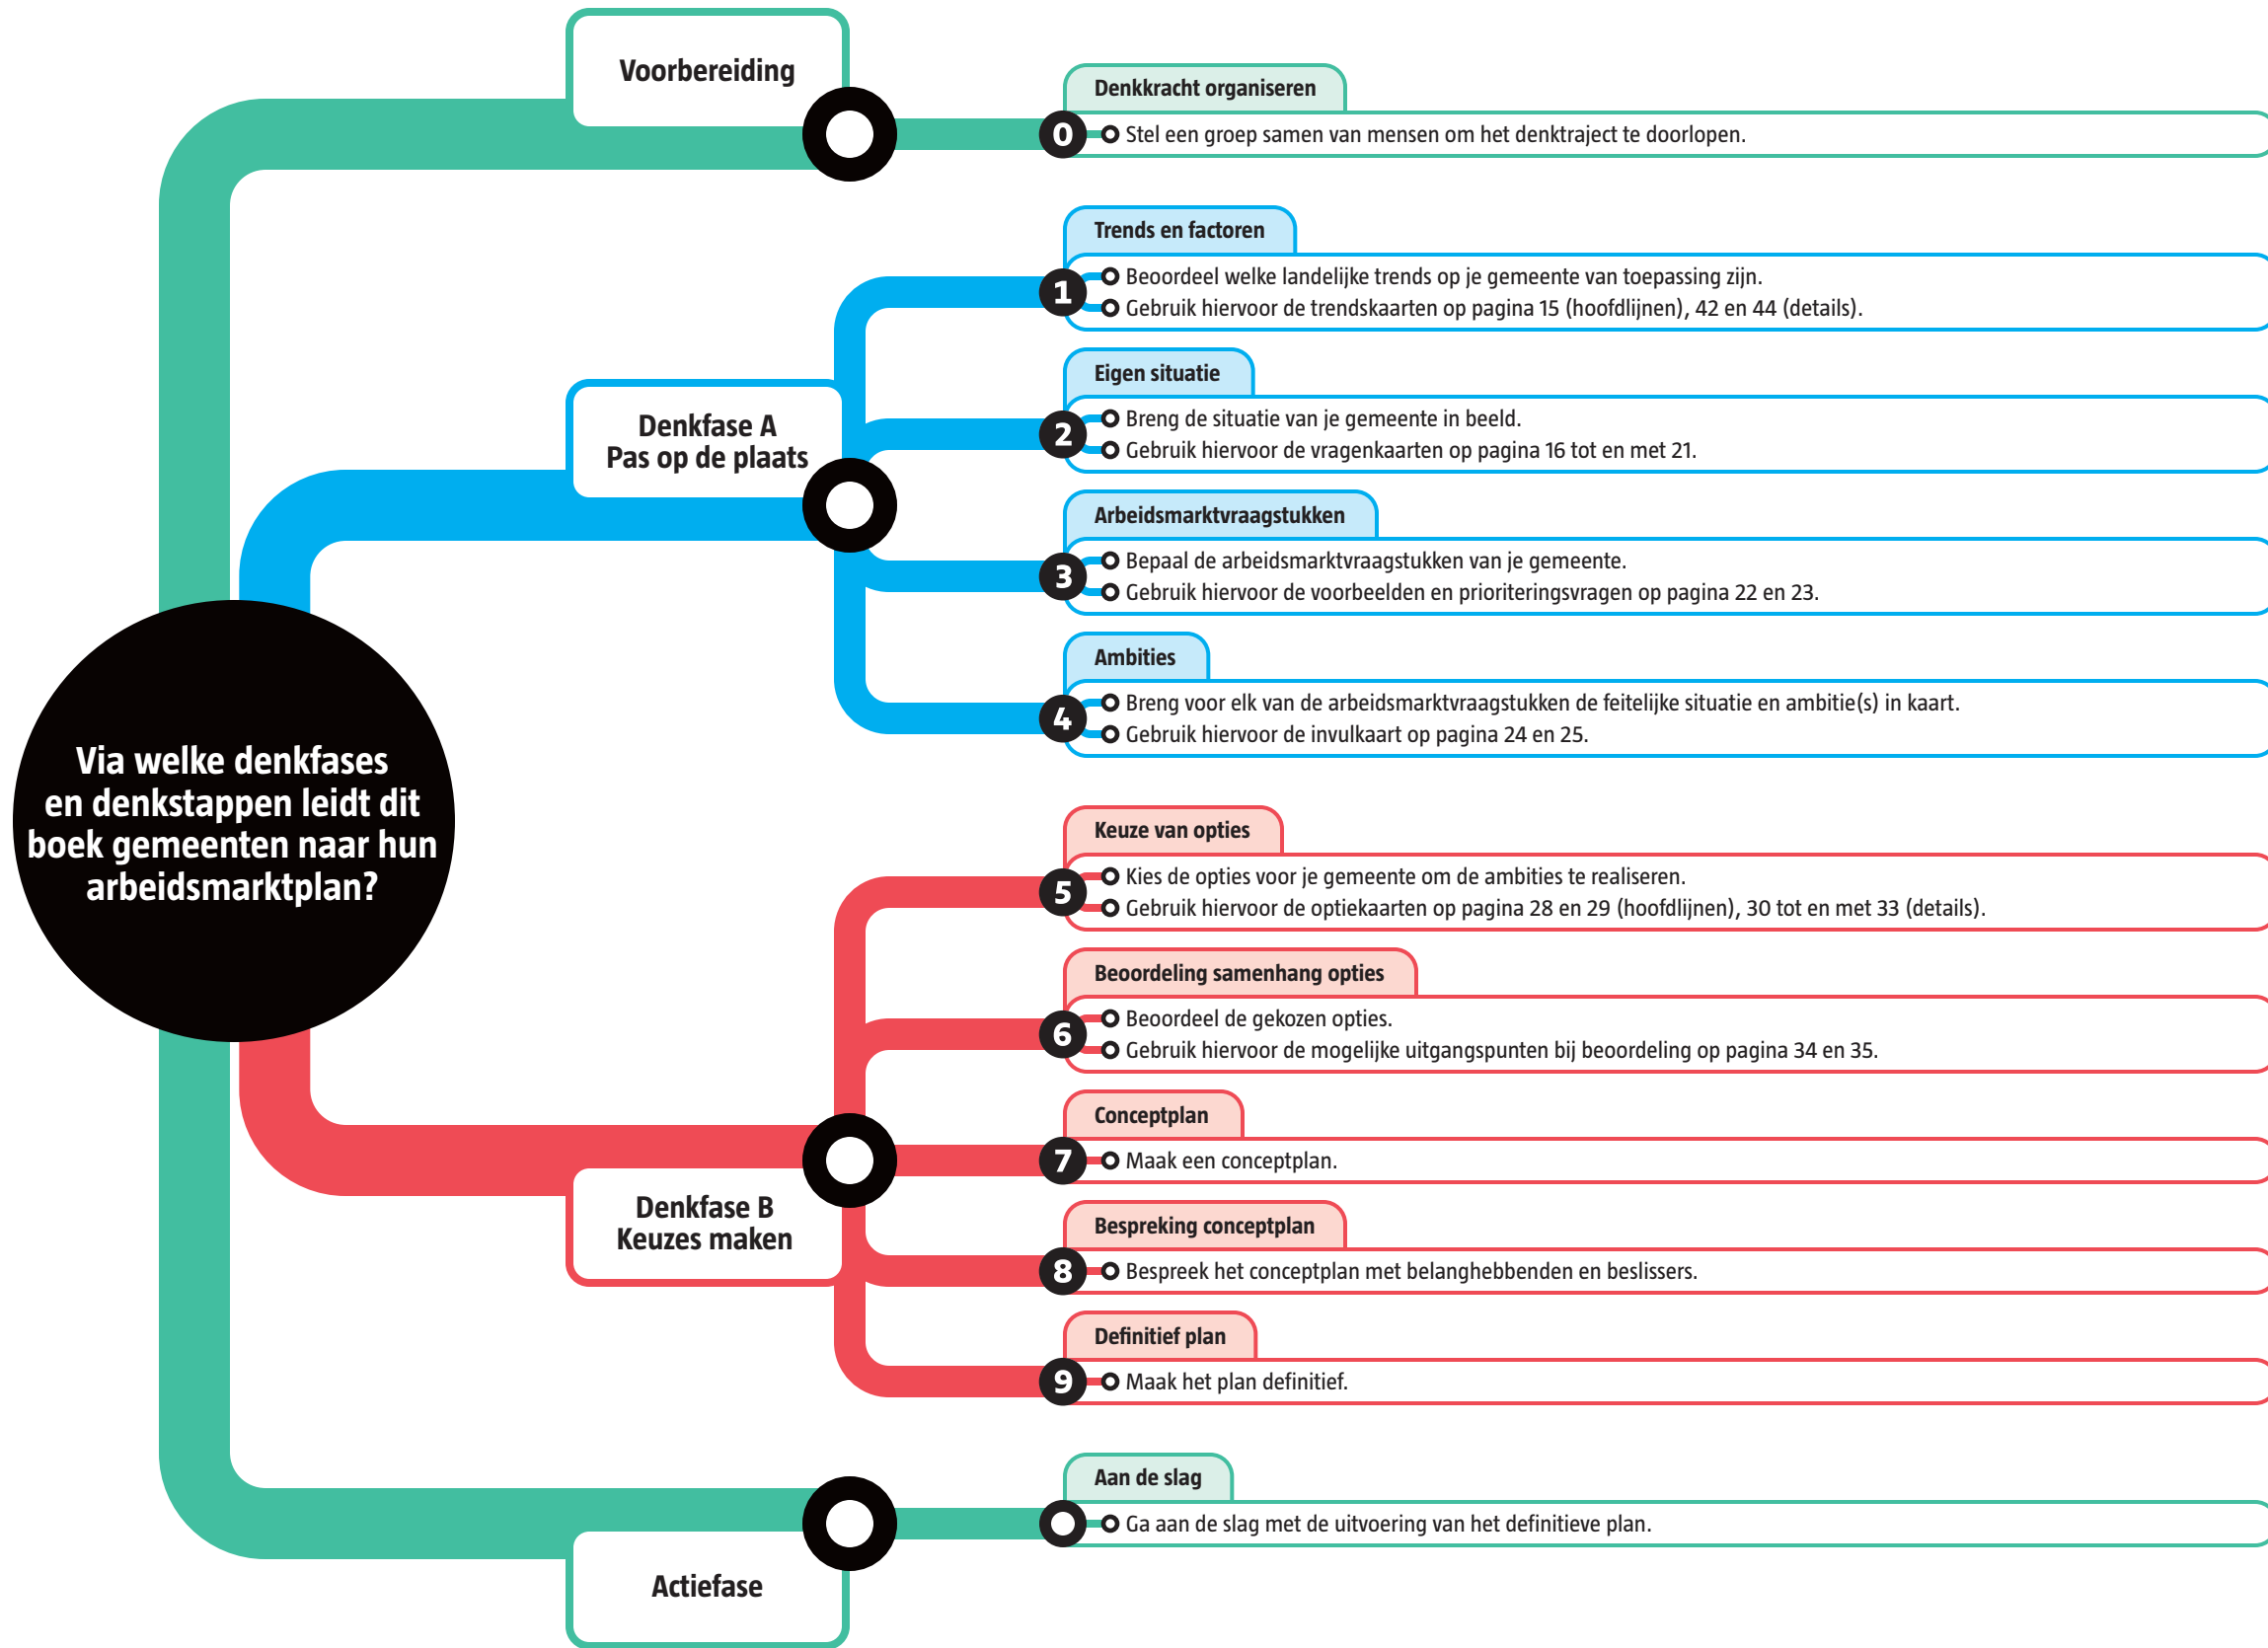 Via welke denkfases
en denkstappen leidt dit
boek gemeenten naar hun
arbeidsmarktplan?
Voorbereiding
Denkkracht organiseren
0
Stel een groep samen van mensen om het denktraject te doorlopen.
Denkfase A
Pas op de plaats
Trends en factoren
1
Beoordeel welke landelijke trends op je gemeente van toepassing zijn.
Gebruik hiervoor de trendskaarten op pagina 15 (hoofdlijnen), 42 en 44 (details).
Eigen situatie
2
Breng de situatie van je gemeente in beeld.
Gebruik hiervoor de vragenkaarten op pagina 16 tot en met 21.
Arbeidsmarktvraagstukken
3
Bepaal de arbeidsmarktvraagstukken van je gemeente.
Gebruik hiervoor de voorbeelden en prioriteringsvragen op pagina 22 en 23.
Ambities
4
Breng voor elk van de arbeidsmarktvraagstukken de feitelijke situatie en ambitie(s) in kaart.
Gebruik hiervoor de invulkaart op pagina 24 en 25.
Denkfase B
Keuzes maken
Keuze van opties
5
Kies de opties voor je gemeente om de ambities te realiseren.
Gebruik hiervoor de optiekaarten op pagina 28 en 29 (hoofdlijnen), 30 tot en met 33 (details).
Beoordeling samenhang opties
6
Beoordeel de gekozen opties.
Gebruik hiervoor de mogelijke uitgangspunten bij beoordeling op pagina 34 en 35.
Conceptplan
7
Maak een conceptplan.
Bespreking conceptplan
8
Bespreek het conceptplan met belanghebbenden en beslissers.
Definitief plan
9
Maak het plan definitief.
Actiefase
Aan de slag
Ga aan de slag met de uitvoering van het definitieve plan.